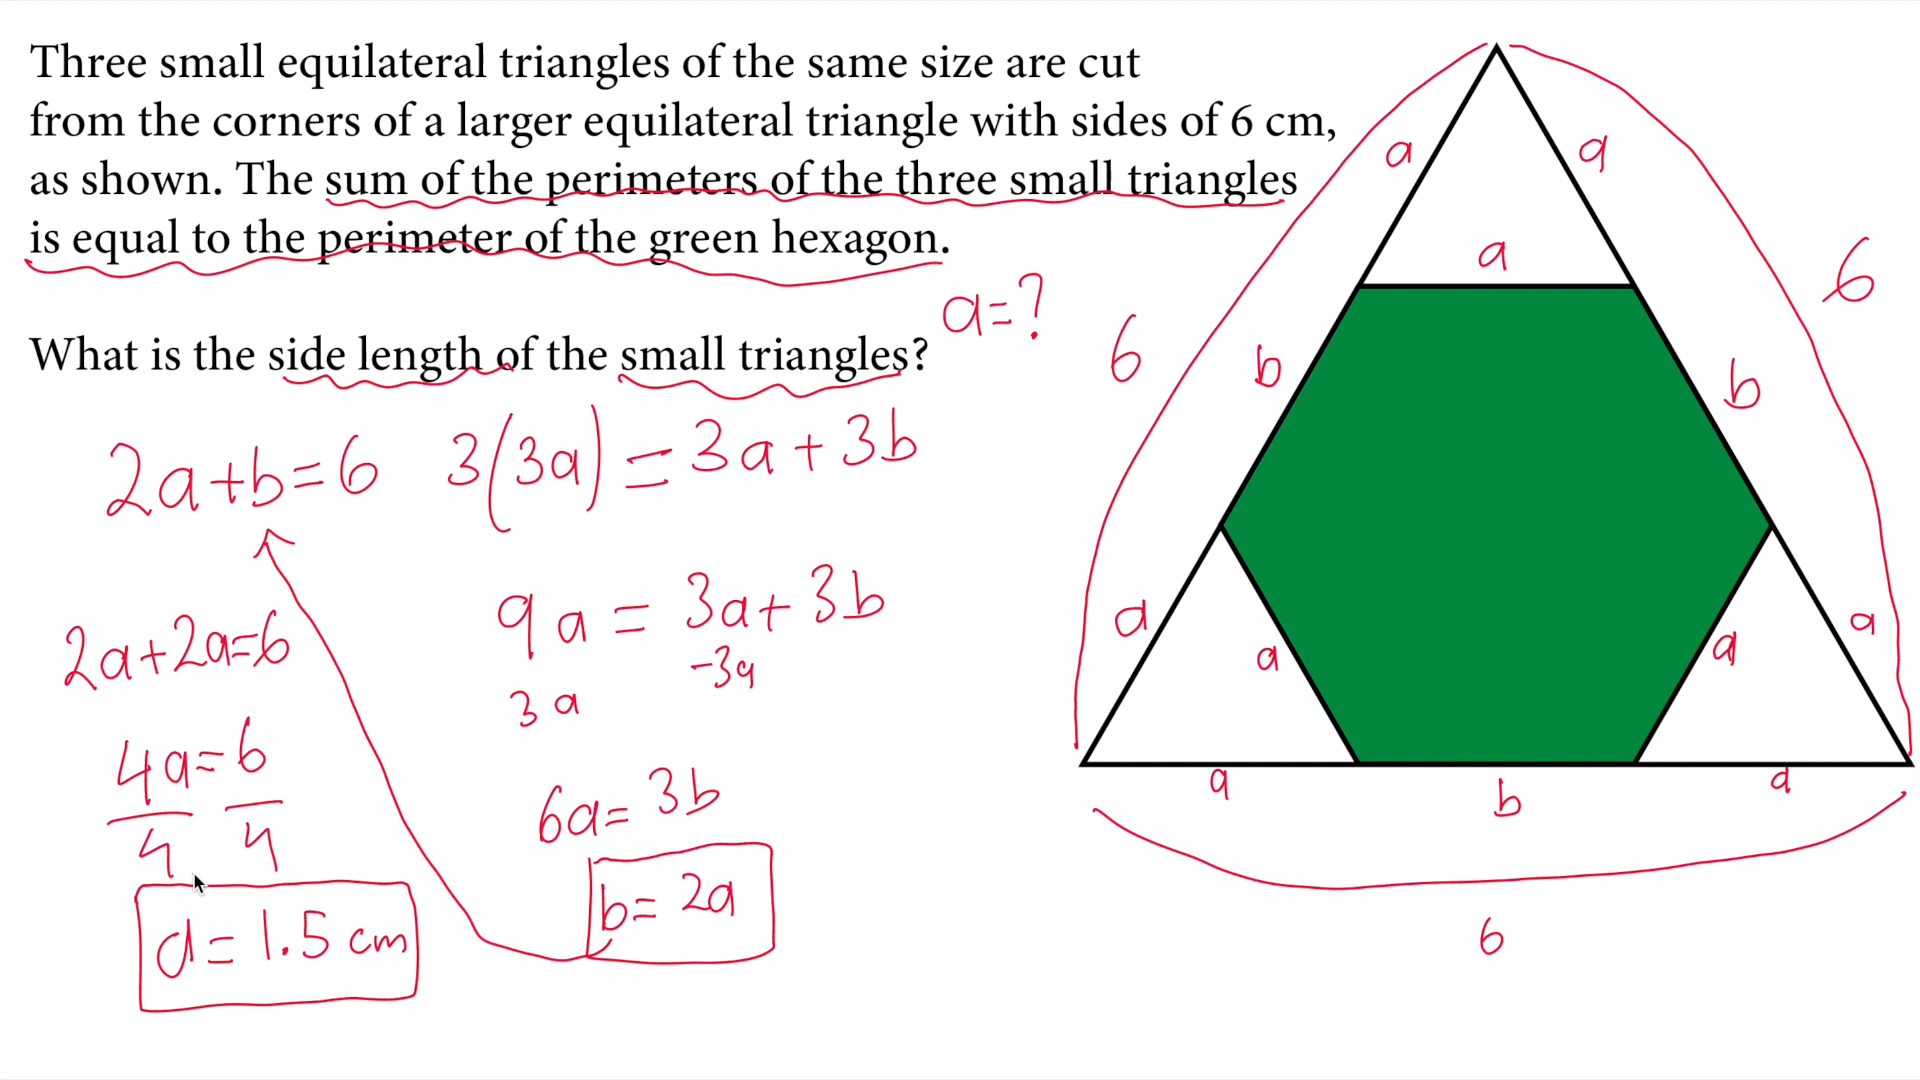 Three small equilateral triangles of the same size are cut
from the corners of a larger equilateral triangle with sides of 6 cm,
as shown. The sum of the perimeters of the three small triangles
is equal to the perimeter of the green hexagon.
a=?
What is the side length of the small triangles?
2a+b=6
3(3a) = 3a+3b
9a = 3a+3b
-3a
3a
2a+2a=6
4a=6
4 4
6a=3b
b=2a
a=1.5 cm
a
a
a
6
6
b
b
a
a
a
a
a
b
a
6